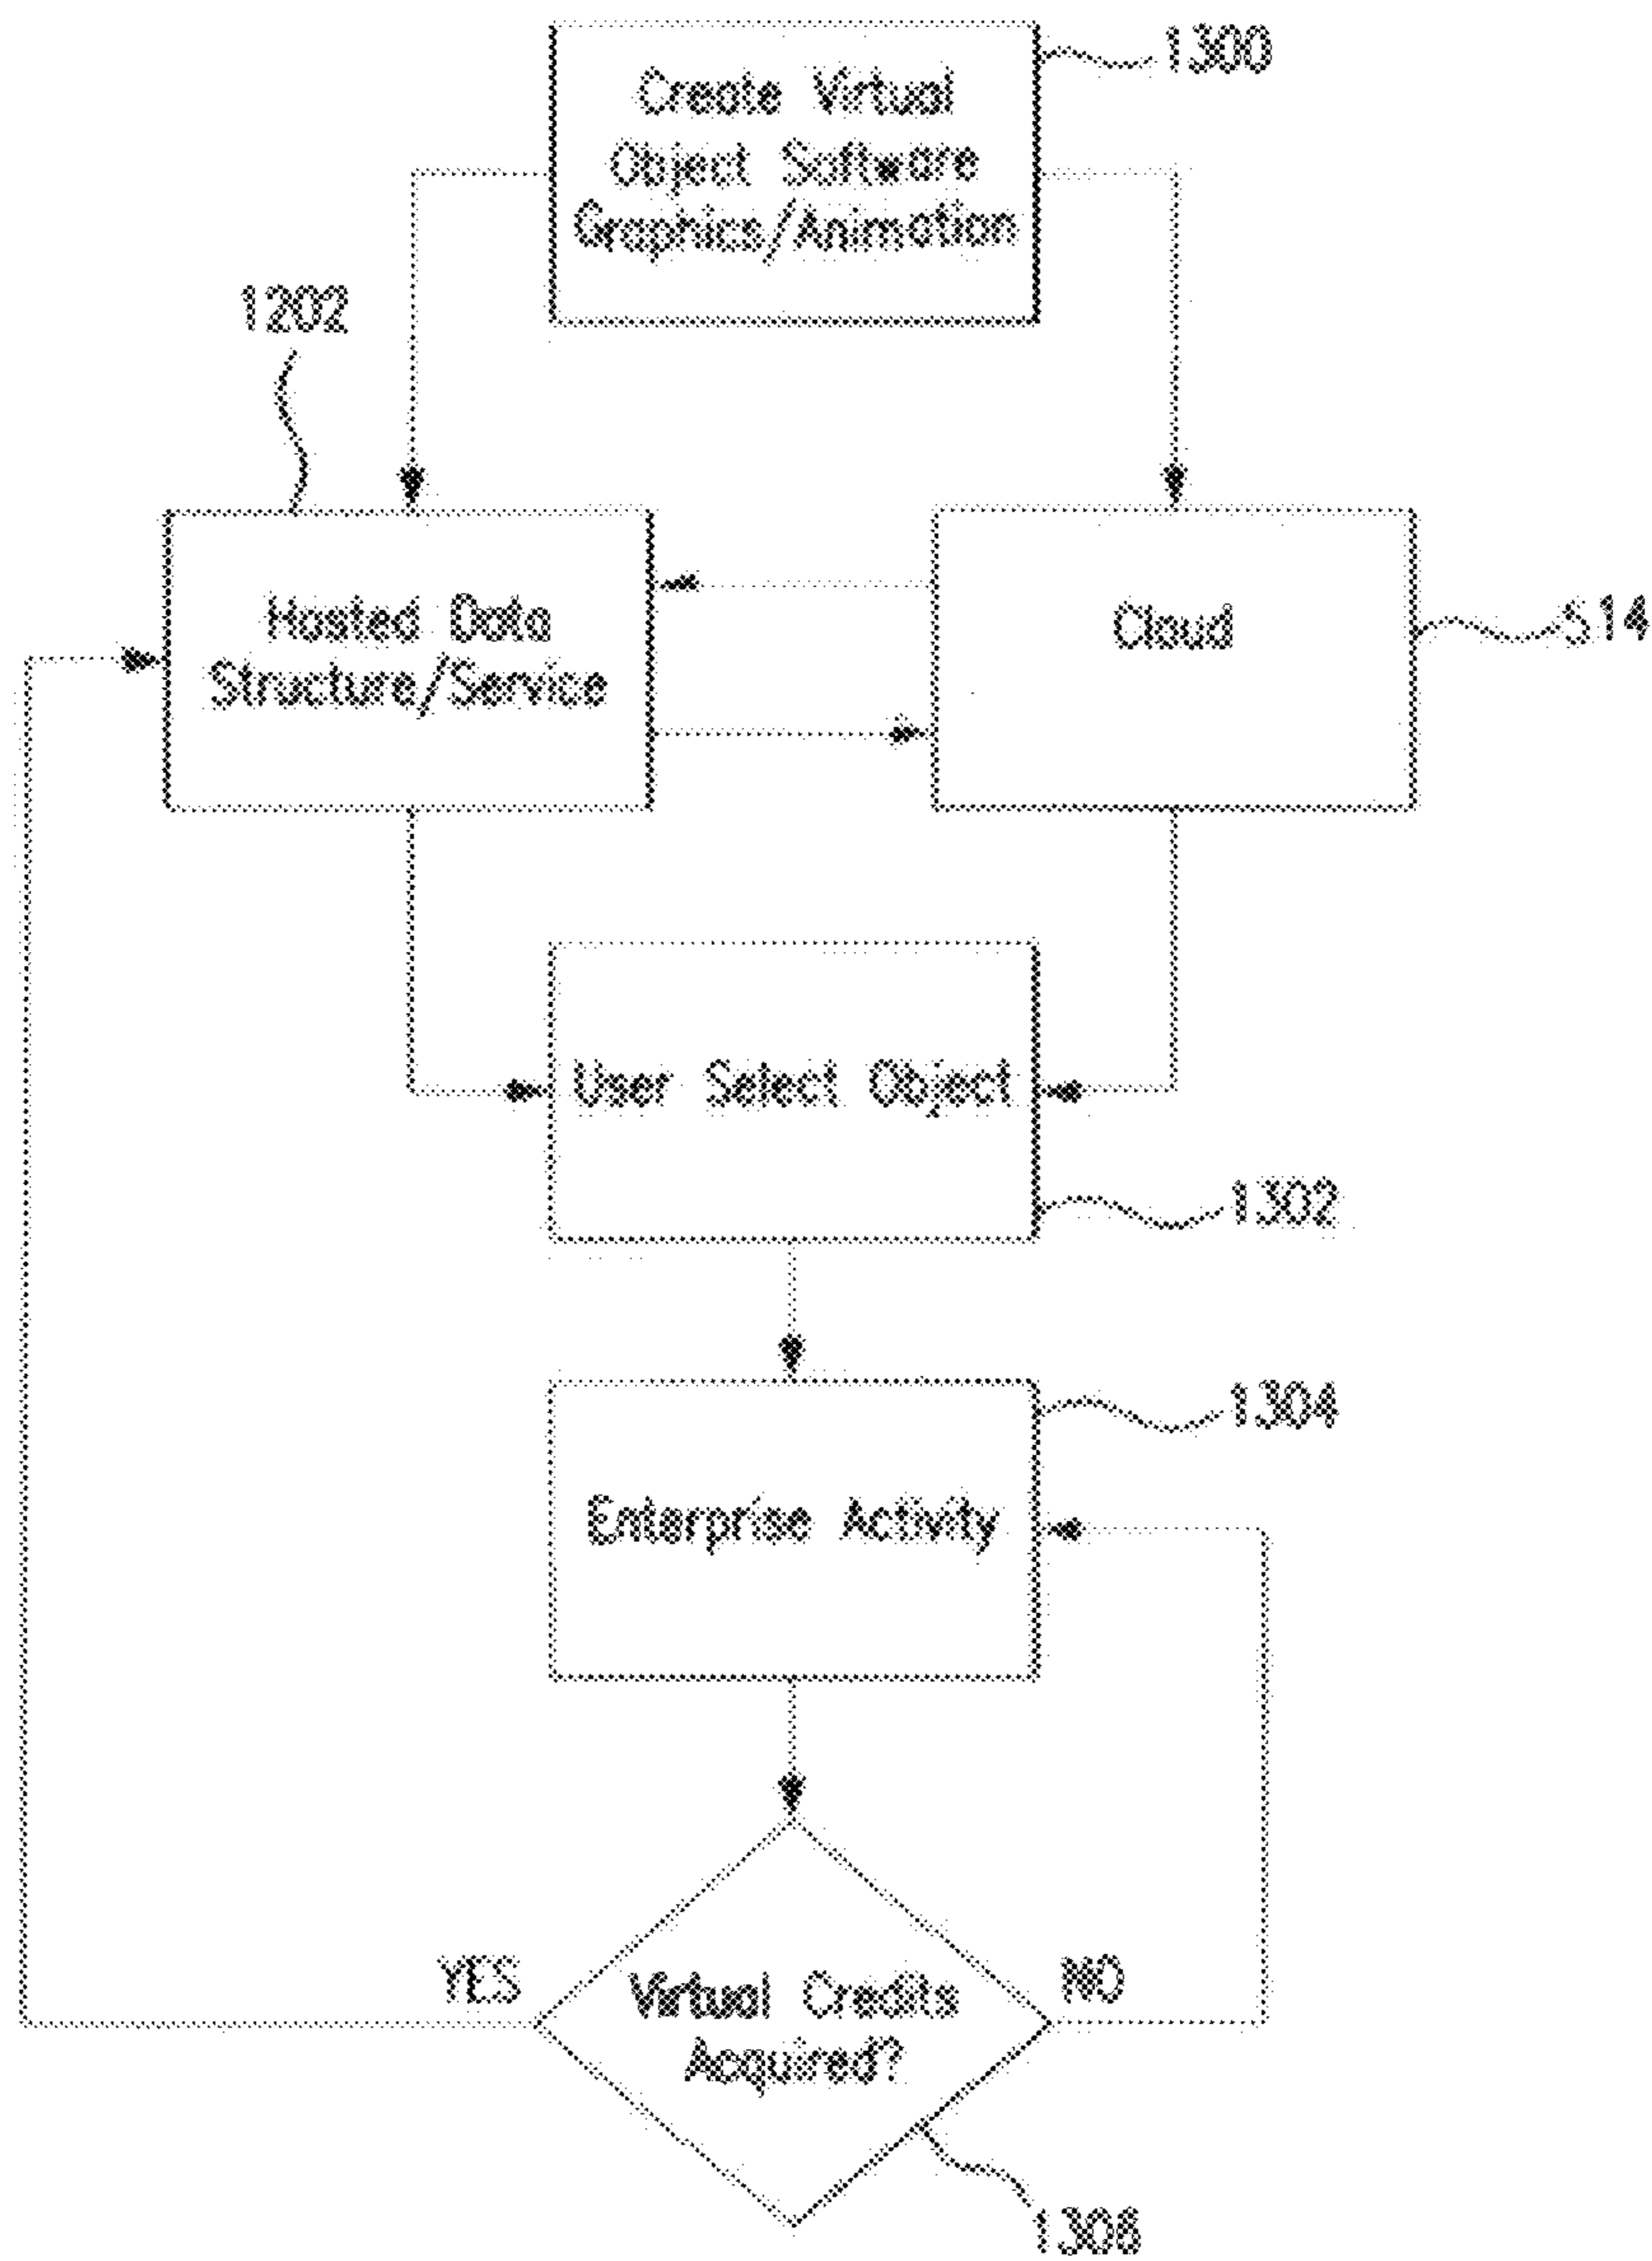 1300
Create Virtual
Object Software
Graphics/Animation
1202
Hosted Data
Structure/Service
Cloud
514
User Select Object
1302
1304
Enterprise Activity
YES
Virtual Credits
Acquired?
NO
1306